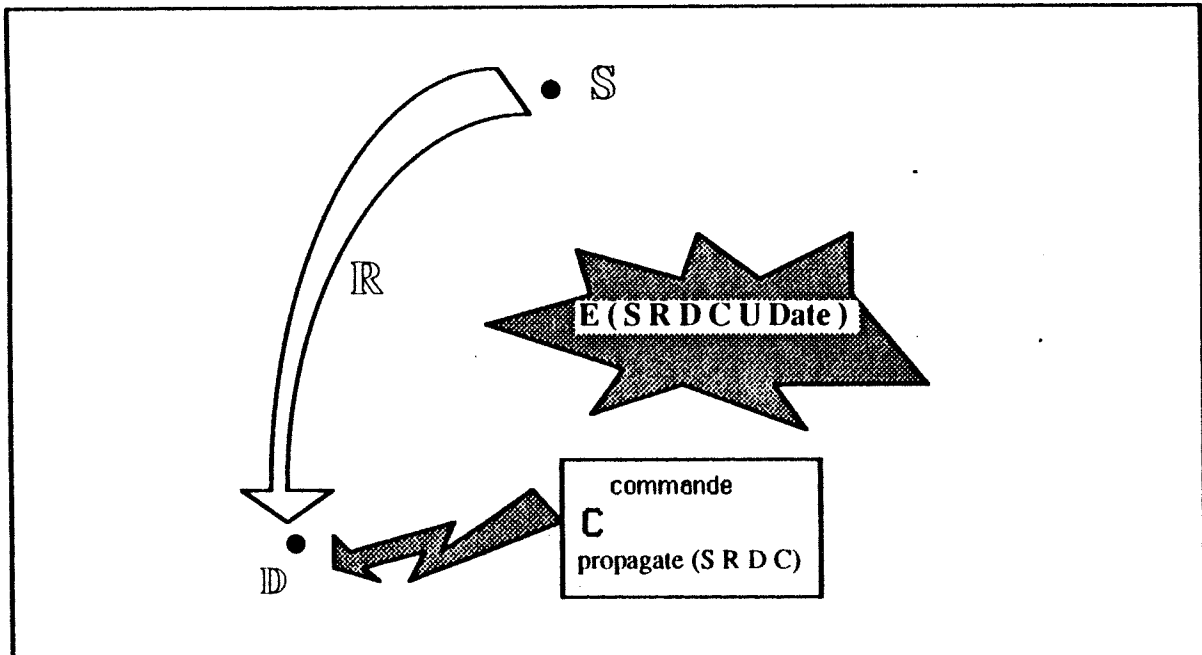 S
R
E ( S R D C U Date )
commande
C
propagate (S R D C)
D